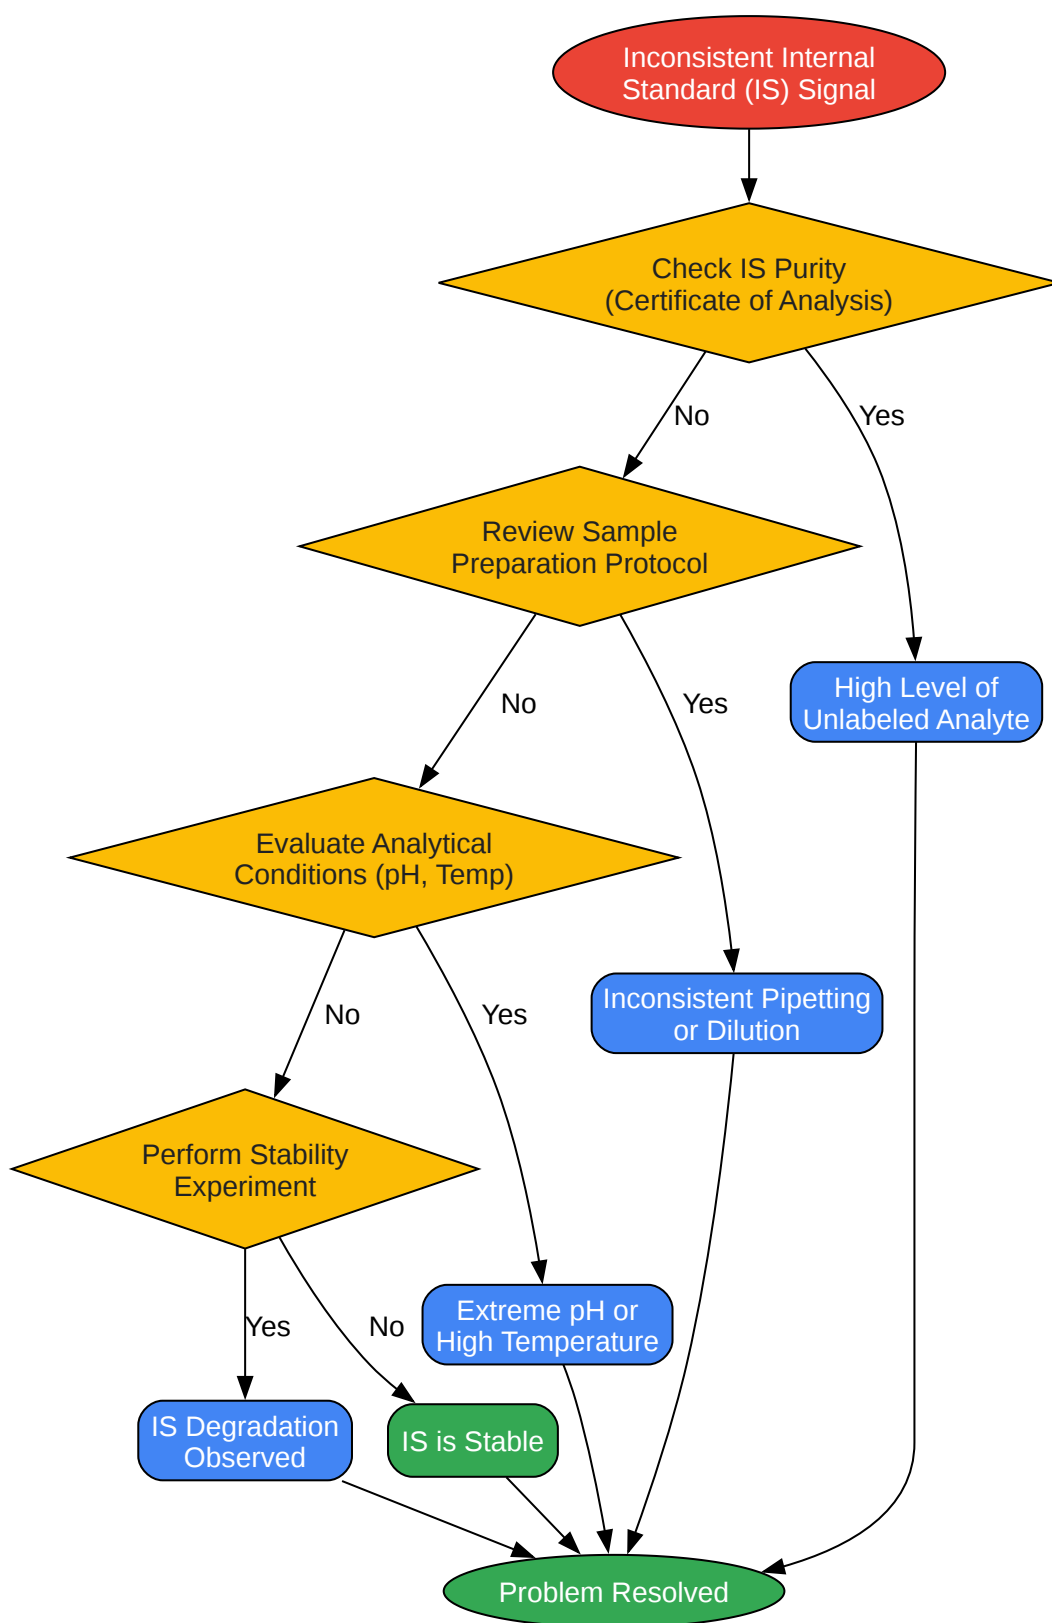 Inconsistent Internal
Standard (IS) Signal
Check IS Purity
(Certificate of Analysis)
No
Yes
Review Sample
Preparation Protocol
High Level of
Unlabeled Analyte
No
Yes
Evaluate Analytical
Conditions (pH, Temp)
Inconsistent Pipetting
or Dilution
No
Yes
Perform Stability
Experiment
Extreme pH or
High Temperature
Yes
No
IS Degradation
Observed
IS is Stable
Problem Resolved